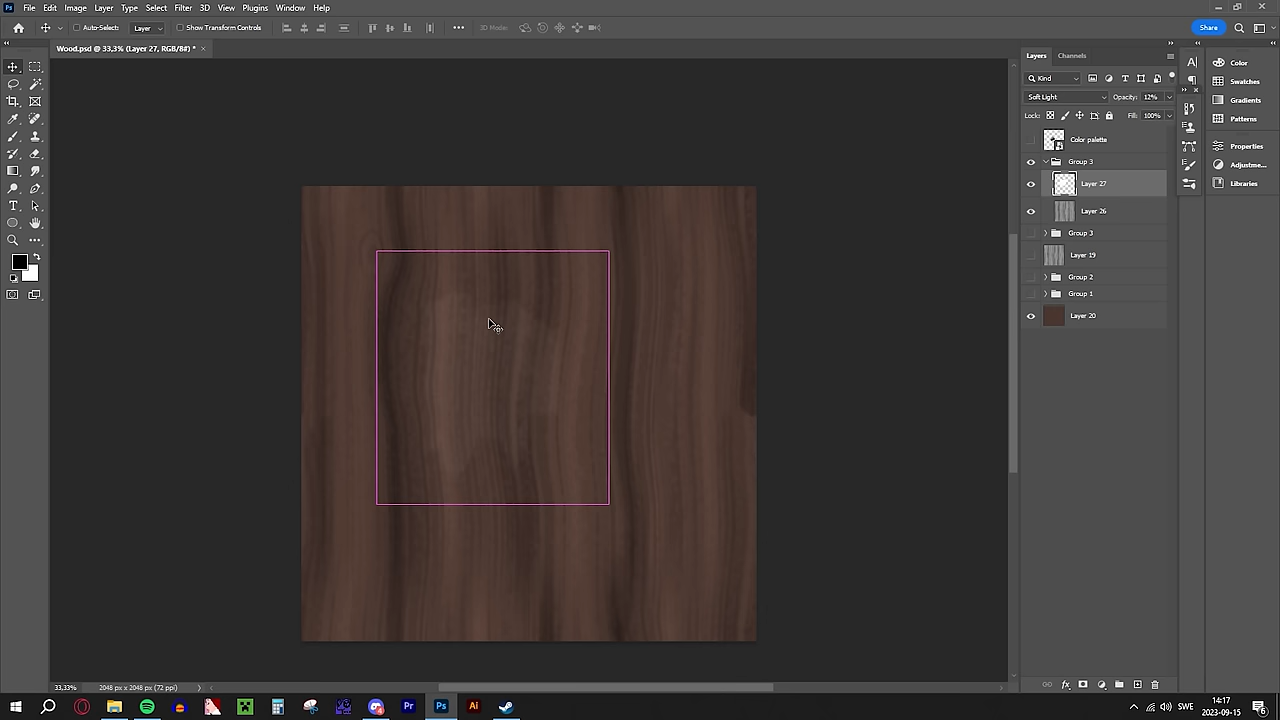 Ps File Edit Image Layer Type Select Filter 3D View Plugins Window Help
Auto-Select: Layer Show Transform Controls 3D Mode: Share
Wood.psd @ 33,3% (Layer 27, RGB/8#) * ×
Layers Channels
Kind
Soft Light Opacity: 12%
Lock: Fill: 100%
Color palette
Group 3
Layer 27
Layer 26
Group 3
Layer 19
Group 2
Group 1
Layer 20
Color
Swatches
Gradients
Patterns
Properties
Adjustme...
Libraries
33,33% 2048 px x 2048 px (72 ppi)
Pr Ps Ai
SWE
14:17
2023-09-15